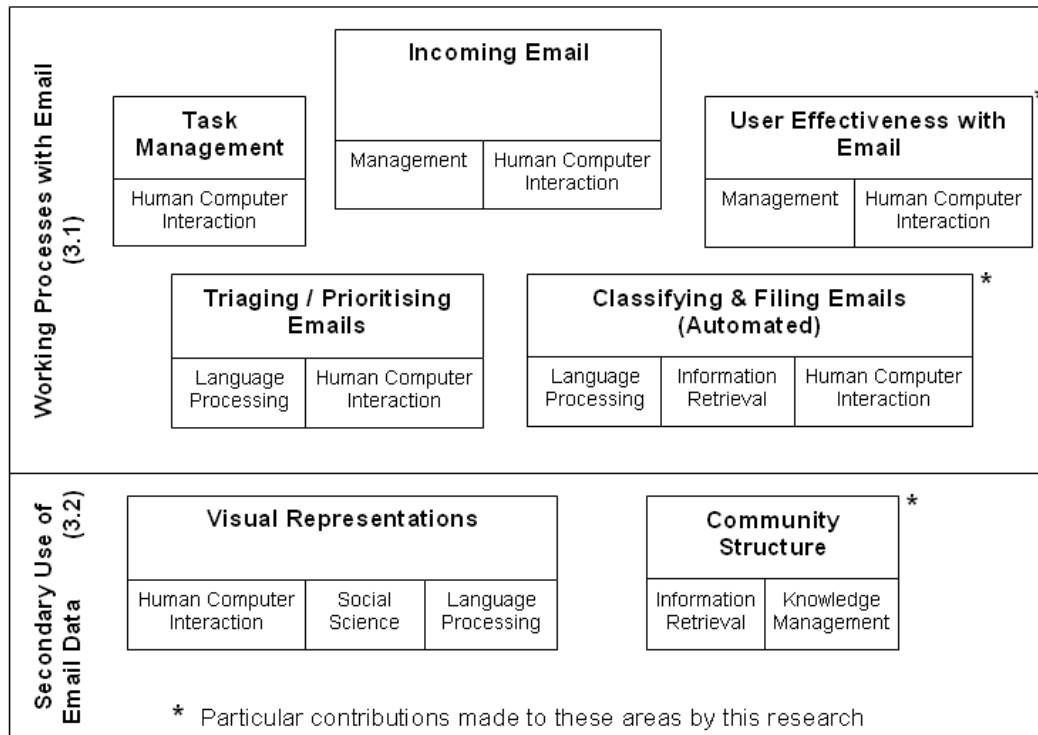 Working Processes with Email
(3.1)
Incoming Email
Management
Human Computer
Interaction
Task
Management
Human Computer
Interaction
*
User Effectiveness with
Email
Management
Human Computer
Interaction
Triaging / Prioritising
Emails
Language
Processing
Human Computer
Interaction
*
Classifying & Filing Emails
(Automated)
Language
Processing
Information
Retrieval
Human Computer
Interaction
Secondary Use of
Email Data (3.2)
Visual Representations
Human Computer
Interaction
Social
Science
Language
Processing
*
Community
Structure
Information
Retrieval
Knowledge
Management
* Particular contributions made to these areas by this research